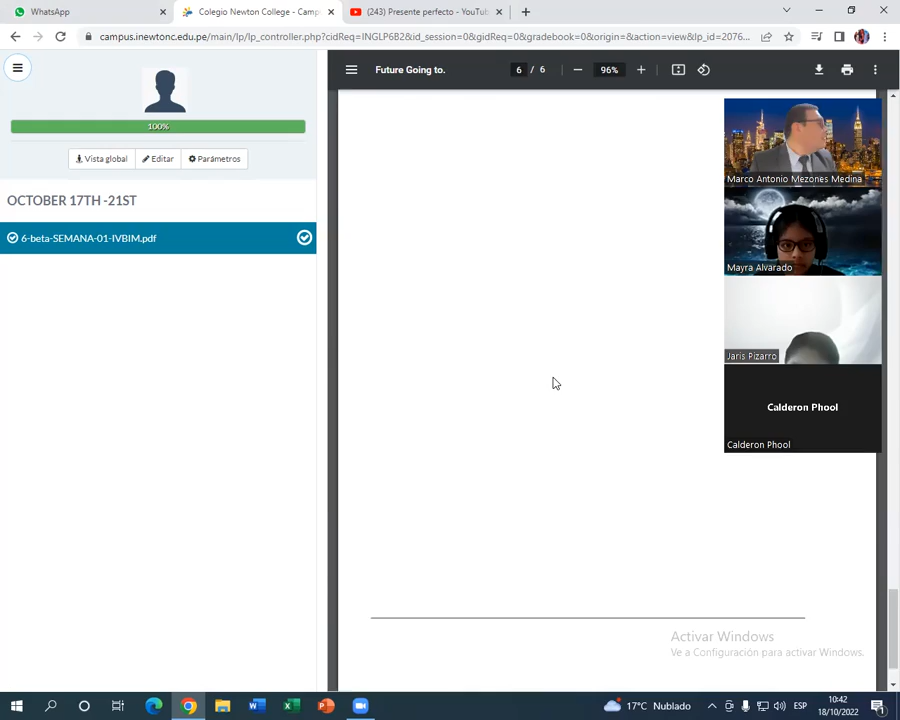 WhatsApp
Colegio Newton College - Camp
(243) Presente perfecto - YouTub
campus.inewtonc.edu.pe/main/lp/lp_controller.php?cidReq=INGLP6B2&id_session=0&gidReq=0&gradebook=0&origin=&action=view&lp_id=2076...
Future Going to.
6 / 6
96%
100%
Vista global
Editar
Parámetros
OCTOBER 17TH -21ST
6-beta-SEMANA-01-IVBIM.pdf
Marco Antonio Mezones Medina
Mayra Alvarado
Jaris Pizarro
Calderon Phool
Calderon Phool
Activar Windows
Ve a Configuración para activar Windows.
17°C Nublado
ESP
10:42
18/10/2022
1